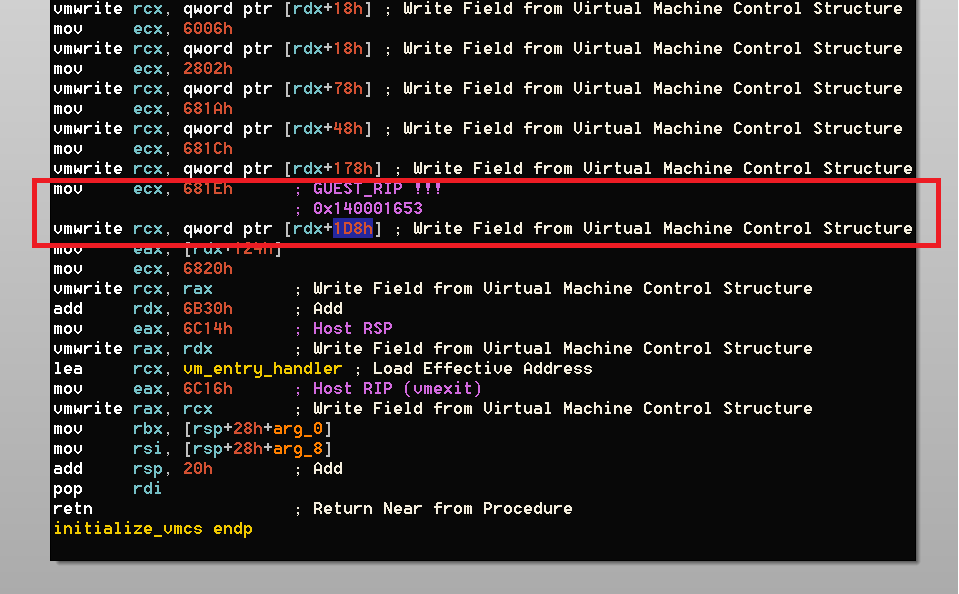 vmwrite rcx, qword ptr [rdx+18h] ; Write Field from Virtual Machine Control Structure
mov     ecx, 6006h
vmwrite rcx, qword ptr [rdx+18h] ; Write Field from Virtual Machine Control Structure
mov     ecx, 2802h
vmwrite rcx, qword ptr [rdx+78h] ; Write Field from Virtual Machine Control Structure
mov     ecx, 681Ah
vmwrite rcx, qword ptr [rdx+48h] ; Write Field from Virtual Machine Control Structure
mov     ecx, 681Ch
vmwrite rcx, qword ptr [rdx+178h] ; Write Field from Virtual Machine Control Structure
mov     ecx, 681Eh      ; GUEST_RIP !!!
                        ; 0x140001653
vmwrite rcx, qword ptr [rdx+1D8h] ; Write Field from Virtual Machine Control Structure
mov     eax, [rdx+124h]
mov     ecx, 6820h
vmwrite rcx, rax        ; Write Field from Virtual Machine Control Structure
add     rdx, 6B30h      ; Add
mov     eax, 6C14h      ; Host RSP
vmwrite rax, rdx        ; Write Field from Virtual Machine Control Structure
lea     rcx, vm_entry_handler ; Load Effective Address
mov     eax, 6C16h      ; Host RIP (vmexit)
vmwrite rax, rcx        ; Write Field from Virtual Machine Control Structure
mov     rbx, [rsp+28h+arg_0]
mov     rsi, [rsp+28h+arg_8]
add     rsp, 20h        ; Add
pop     rdi
retn                    ; Return Near from Procedure
initialize_vmcs endp